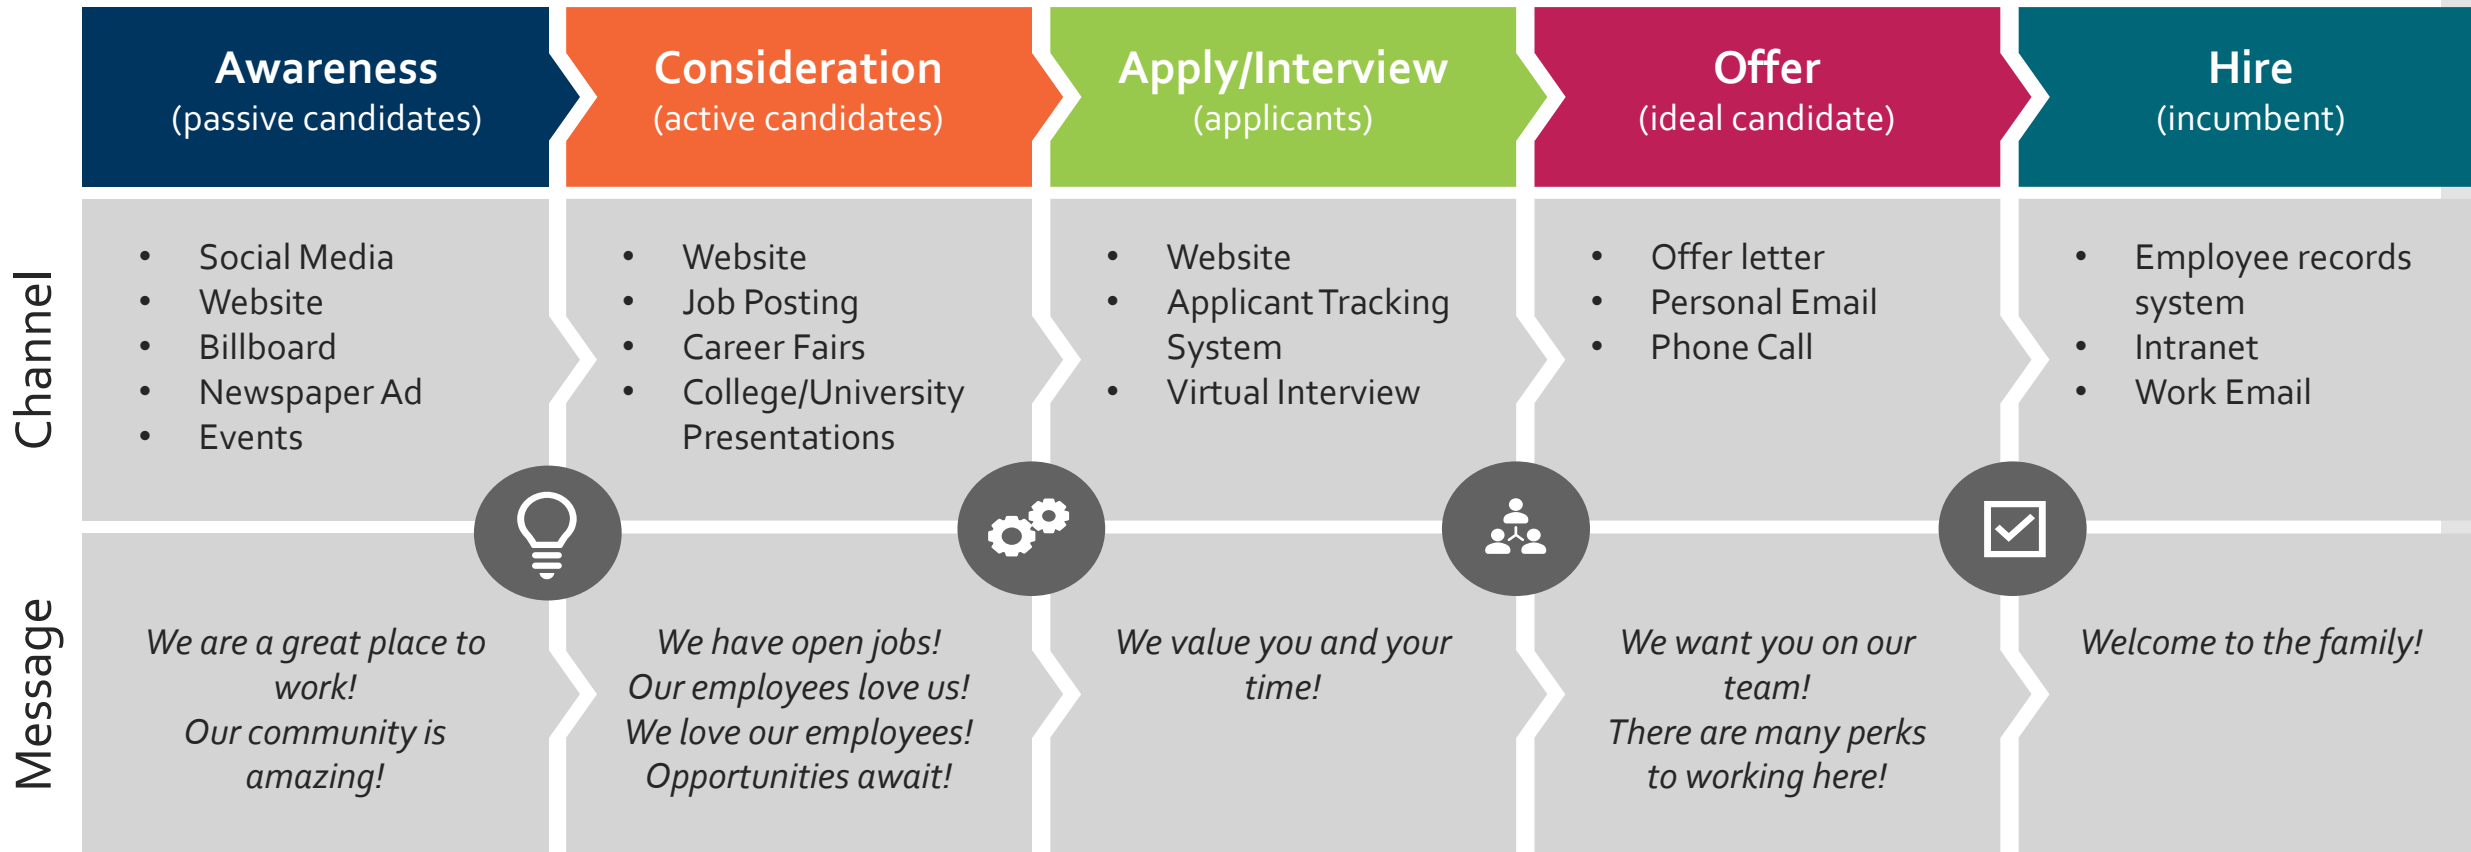 Awareness
(passive candidates)
Consideration
(active candidates)
Apply/Interview
(applicants)
Offer
(ideal candidate)
Hire
(incumbent)
Channel
• Social Media
• Website
• Billboard
• Newspaper Ad
• Events
• Website
• Job Posting
• Career Fairs
• College/University
Presentations
• Website
• Applicant Tracking
System
• Virtual Interview
• Offer letter
• Personal Email
• Phone Call
• Employee records
system
• Intranet
• Work Email
Message
We are a great place to
work!
Our community is
amazing!
We have open jobs!
Our employees love us!
We love our employees!
Opportunities await!
We value you and your
time!
We want you on our
team!
There are many perks
to working here!
Welcome to the family!